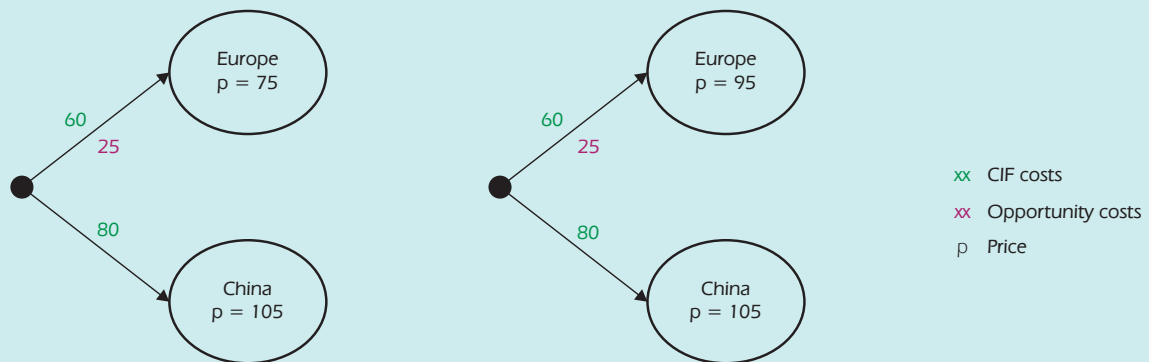 Europe
p = 75
60
25
80
China
p = 105
Europe
p = 95
60
25
80
China
p = 105
xx CIF costs
xx Opportunity costs
p Price